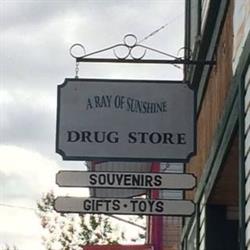 A RAY OF SUNSHINE
DRUG STORE
SOUVENIRS
GIFTS • TOYS